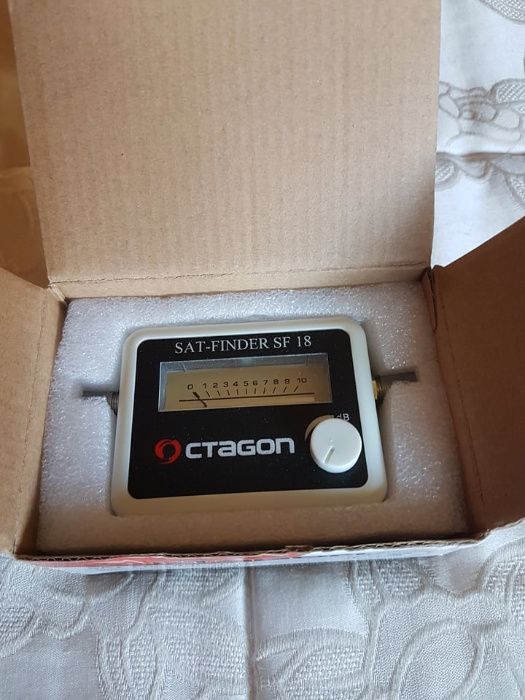 SAT-FINDER SF 18
0 1 2 3 4 5 6 7 8 9 10
dB
OCTAGON